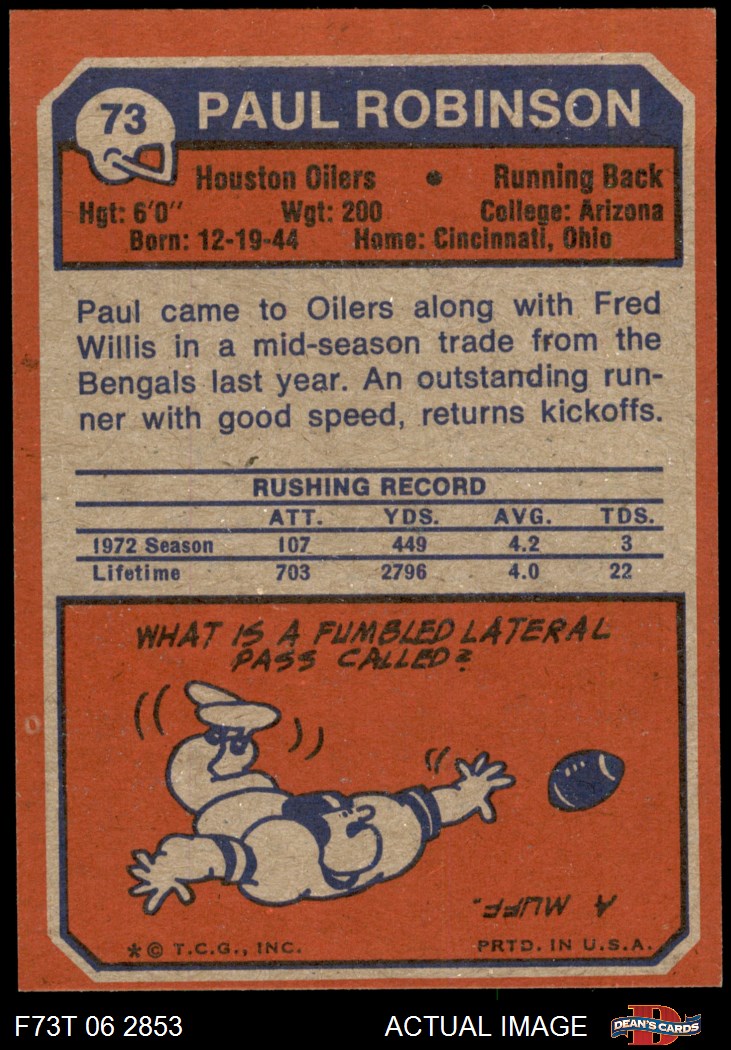 73
PAUL ROBINSON
Houston Oilers • Running Back
Hgt: 6'0" Wgt: 200 College: Arizona
Born: 12-19-44 Home: Cincinnati, Ohio
Paul came to Oilers along with Fred
Willis in a mid-season trade from the
Bengals last year. An outstanding run-
ner with good speed, returns kickoffs.
RUSHING RECORD
ATT. YDS. AVG. TDS.
1972 Season 107 449 4.2 3
Lifetime 703 2796 4.0 22
WHAT IS A FUMBLED LATERAL
PASS CALLED?
A MUFF."
*© T.C.G., INC. PRTD. IN U.S.A.
F73T 06 2853 ACTUAL IMAGE D DEAN'S CARDS